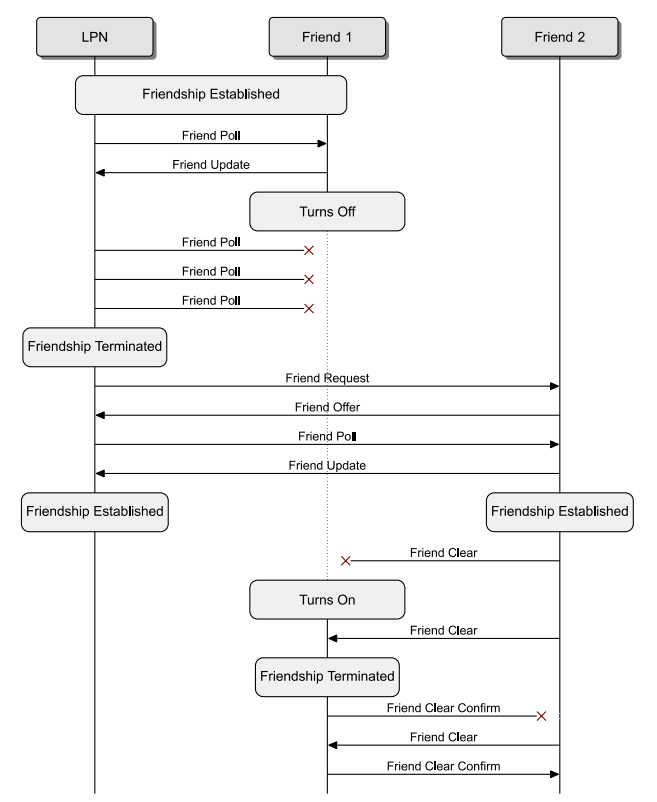 LPN
Friend 1
Friend 2
Friendship Established
Friend Poll
Friend Update
Turns Off
Friend Poll
Friend Poll
Friend Poll
Friendship Terminated
Friend Request
Friend Offer
Friend Poll
Friend Update
Friendship Established
Friendship Established
Friend Clear
Turns On
Friend Clear
Friendship Terminated
Friend Clear Confirm
Friend Clear
Friend Clear Confirm